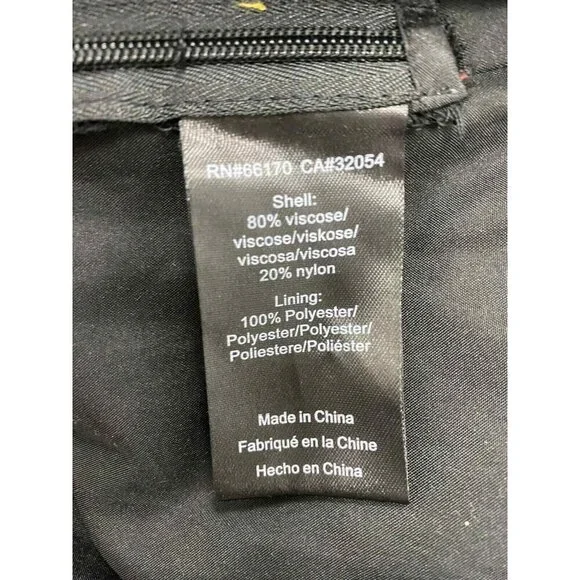 RN#66170 CA#32054
Shell:
80% viscose/
viscose/viskose/
viscosa/viscosa
20% nylon
Lining:
100% Polyester/
Polyester/Polyester/
Poliestere/Poliéster
Made in China
Fabriqué en la Chine
Hecho en China